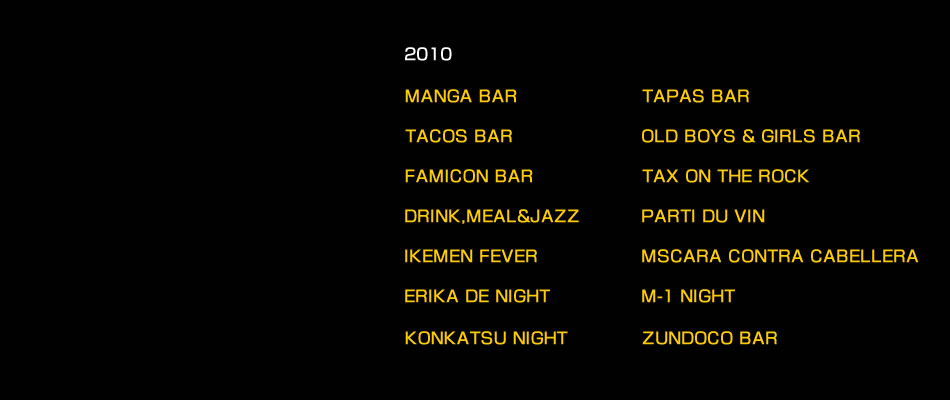 2010
MANGA BAR
TACOS BAR
FAMICON BAR
DRINK,MEAL&JAZZ
IKEMEN FEVER
ERIKA DE NIGHT
KONKATSU NIGHT
TAPAS BAR
OLD BOYS & GIRLS BAR
TAX ON THE ROCK
PARTI DU VIN
MSCARA CONTRA CABELLERA
M-1 NIGHT
ZUNDOCO BAR